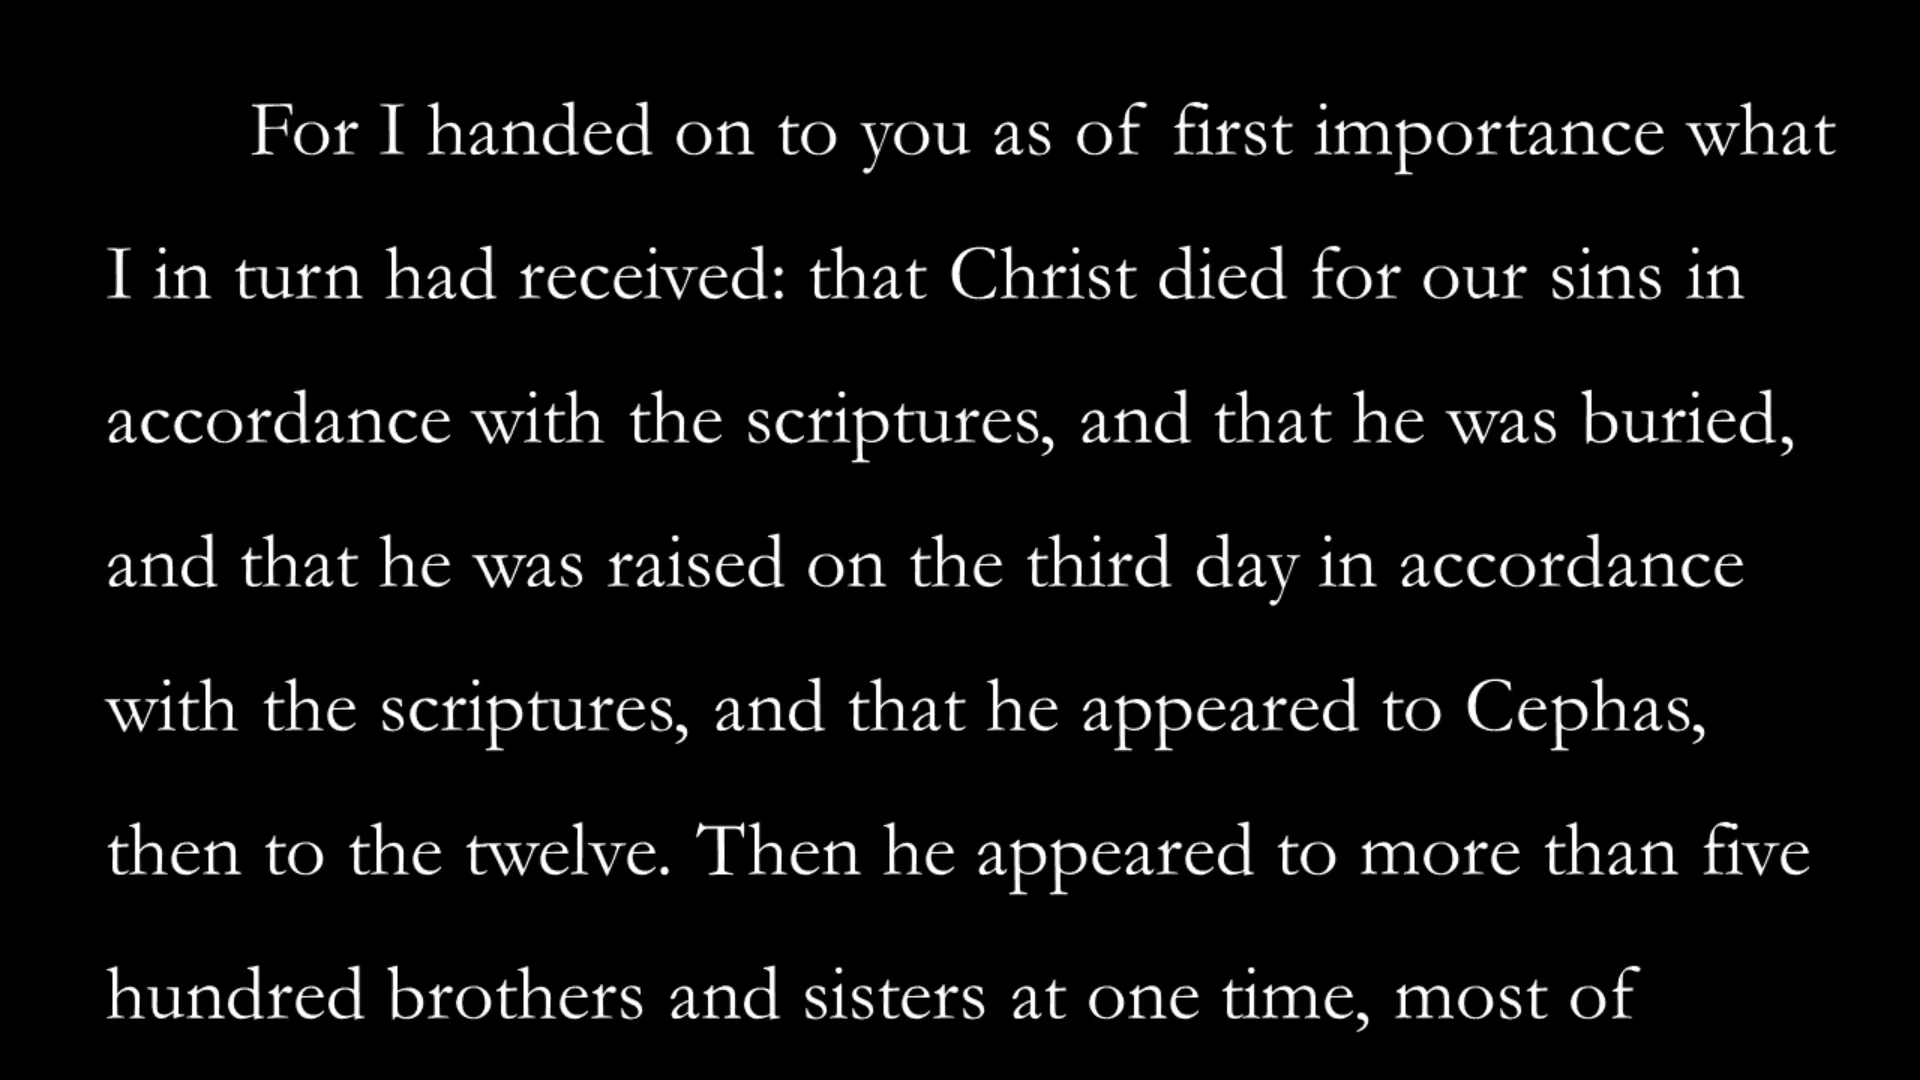 For I handed on to you as of first importance what
I in turn had received: that Christ died for our sins in
accordance with the scriptures, and that he was buried,
and that he was raised on the third day in accordance
with the scriptures, and that he appeared to Cephas,
then to the twelve. Then he appeared to more than five
hundred brothers and sisters at one time, most of